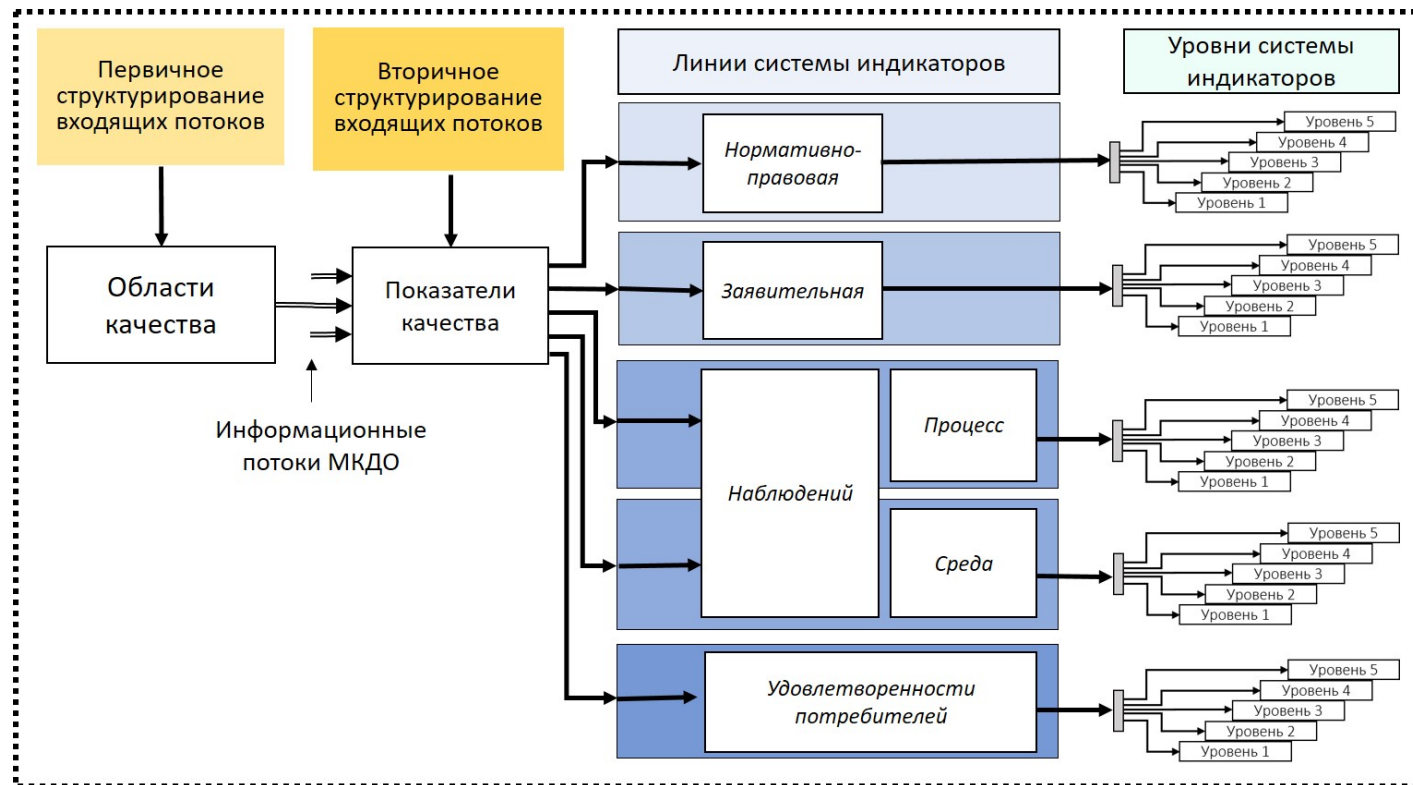 Первичное
структурирование
входящих потоков
Вторичное
структурирование
входящих потоков
Линии системы индикаторов
Уровни системы
индикаторов
Области
качества
Показатели
качества
Информационные
потоки МКДО
Нормативно-
правовая
Уровень 5
Уровень 4
Уровень 3
Уровень 2
Уровень 1
Заявительная
Уровень 5
Уровень 4
Уровень 3
Уровень 2
Уровень 1
Наблюдений
Процесс
Уровень 5
Уровень 4
Уровень 3
Уровень 2
Уровень 1
Среда
Уровень 5
Уровень 4
Уровень 3
Уровень 2
Уровень 1
Удовлетворенности
потребителей
Уровень 5
Уровень 4
Уровень 3
Уровень 2
Уровень 1